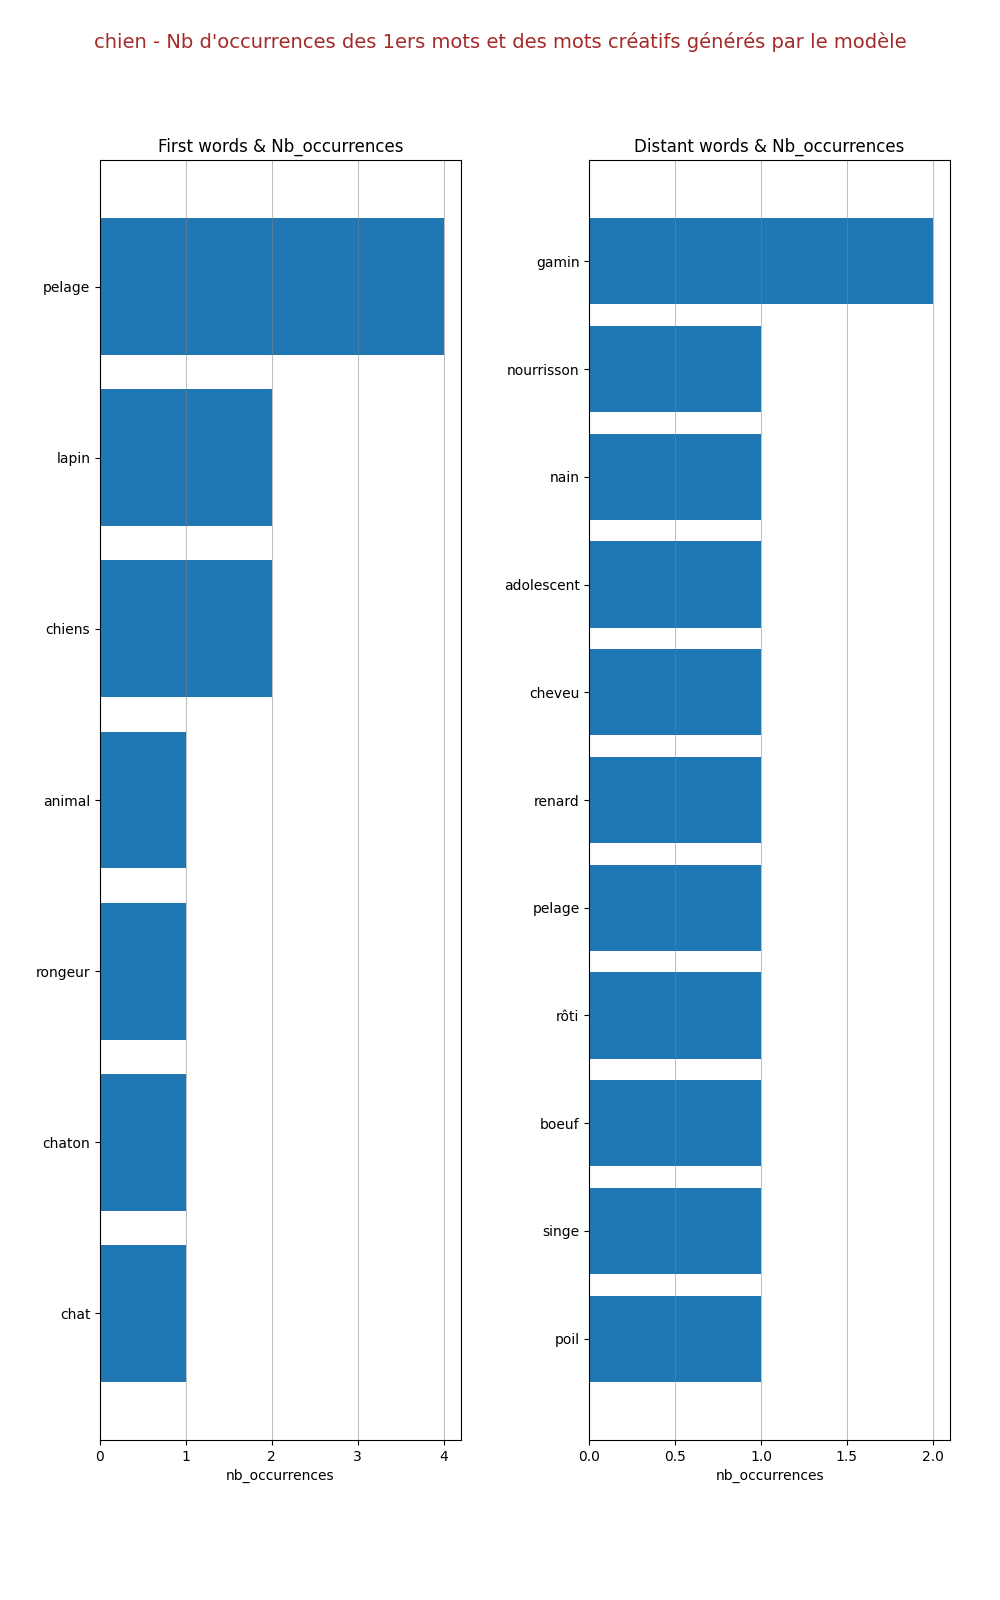 chien - Nb d'occurrences des 1ers mots et des mots créatifs générés par le modèle
First words & Nb_occurrences
pelage
lapin
chiens
animal
rongeur
chaton
chat
0 1 2 3 4
nb_occurrences
Distant words & Nb_occurrences
gamin
nourrisson
nain
adolescent
cheveu
renard
pelage
rôti
boeuf
singe
poil
0.0 0.5 1.0 1.5 2.0
nb_occurrences